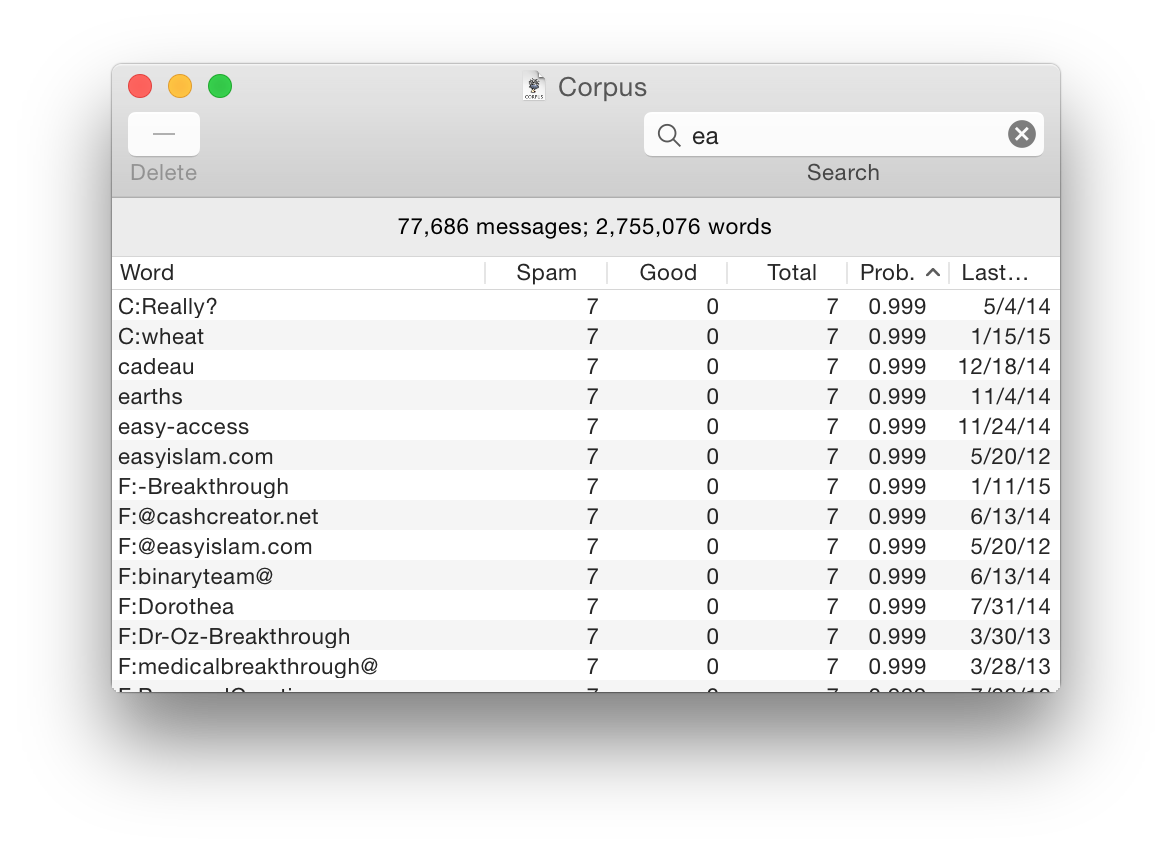 Corpus
ea
Delete
Search
77,686 messages; 2,755,076 words
Word Spam Good Total Prob. Last…
C:Really? 7 0 7 0.999 5/4/14
C:wheat 7 0 7 0.999 1/15/15
cadeau 7 0 7 0.999 12/18/14
earths 7 0 7 0.999 11/4/14
easy-access 7 0 7 0.999 11/24/14
easyislam.com 7 0 7 0.999 5/20/12
F:-Breakthrough 7 0 7 0.999 1/11/15
F:@cashcreator.net 7 0 7 0.999 6/13/14
F:@easyislam.com 7 0 7 0.999 5/20/12
F:binaryteam@ 7 0 7 0.999 6/13/14
F:Dorothea 7 0 7 0.999 7/31/14
F:Dr-Oz-Breakthrough 7 0 7 0.999 3/30/13
F:medicalbreakthrough@ 7 0 7 0.999 3/28/13